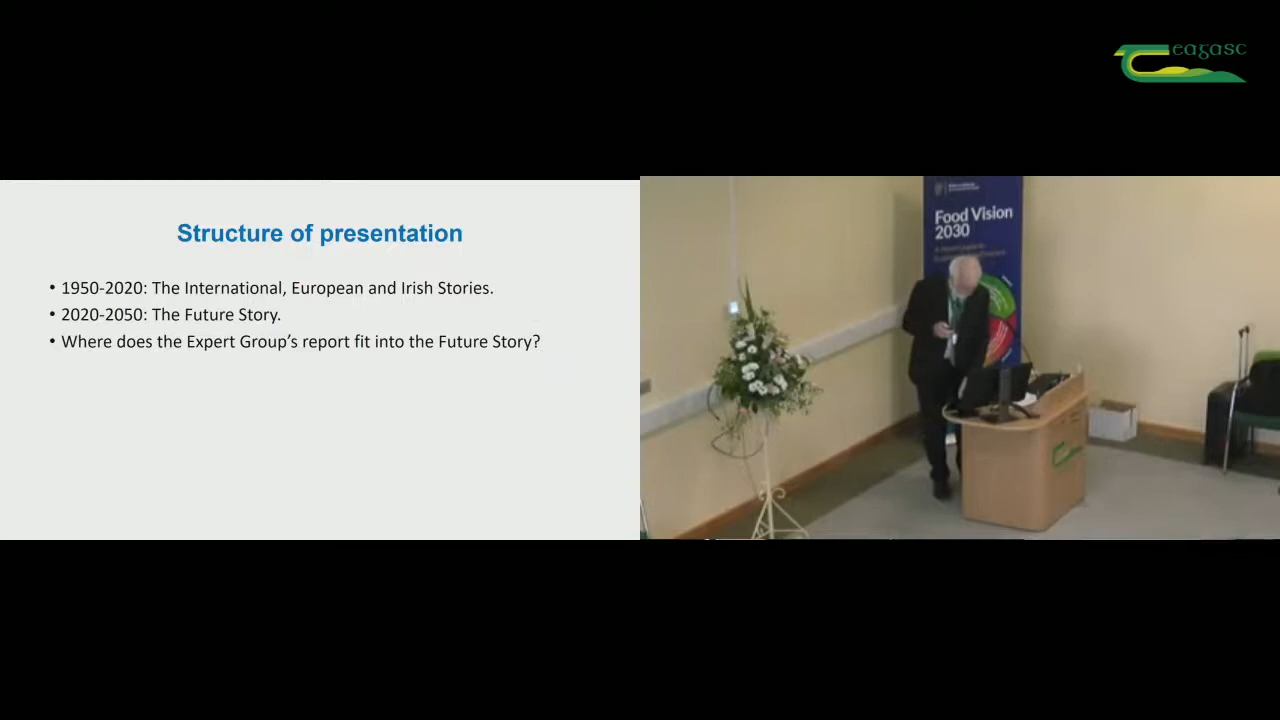 eagasc
Structure of presentation
• 1950-2020: The International, European and Irish Stories.
• 2020-2050: The Future Story.
• Where does the Expert Group’s report fit into the Future Story?
Food Vision
2030